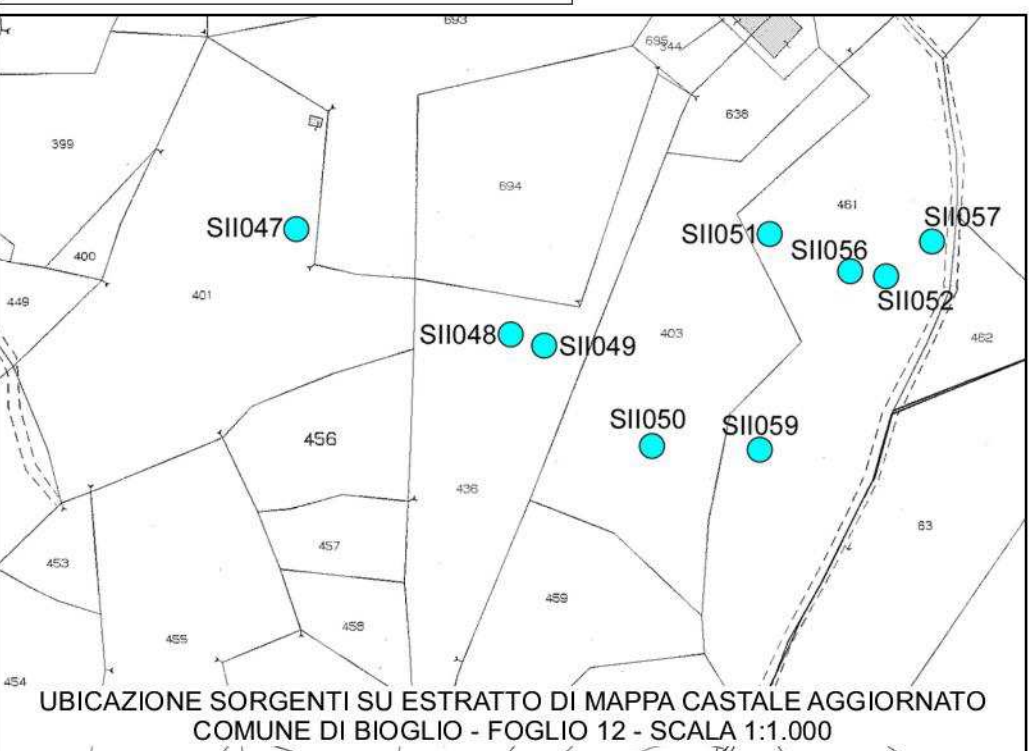 693
695
344
638
399
694
461
SII047
SII051
SII057
SII056
400
SII052
449
401
SII048
SII049
403
462
456
SII050
SII059
436
63
457
453
459
458
455
454
UBICAZIONE SORGENTI SU ESTRATTO DI MAPPA CASTALE AGGIORNATO
COMUNE DI BIOGLIO - FOGLIO 12 - SCALA 1:1.000